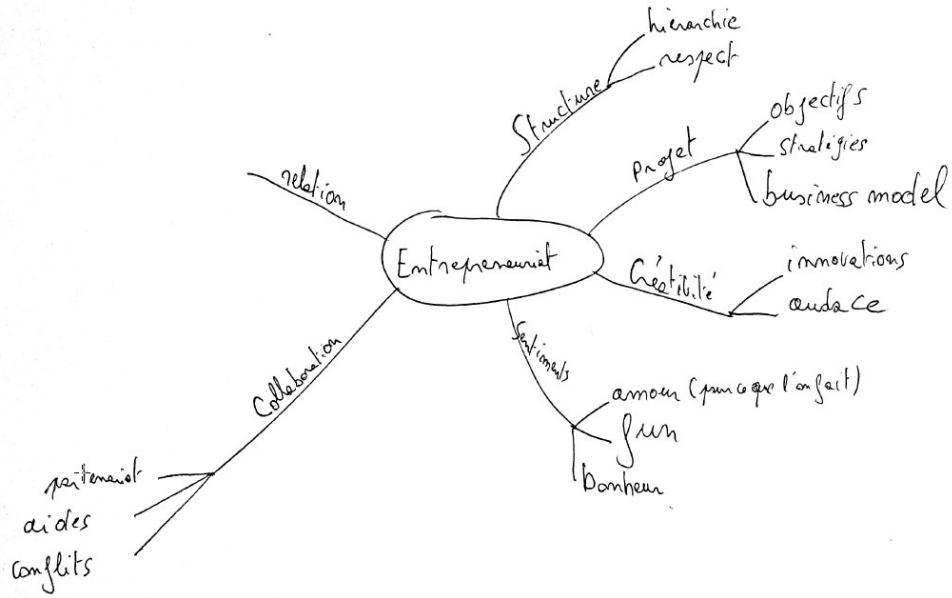 hiérarchie
respect
Structure
objectifs
Projet
stratégies
business model
relation
Entrepreneuriat
Créativité
innovations
audace
Sentiments
amour (pour ce que l'on fait)
fun
bonheur
Collaboration
partenariat
aides
conflits